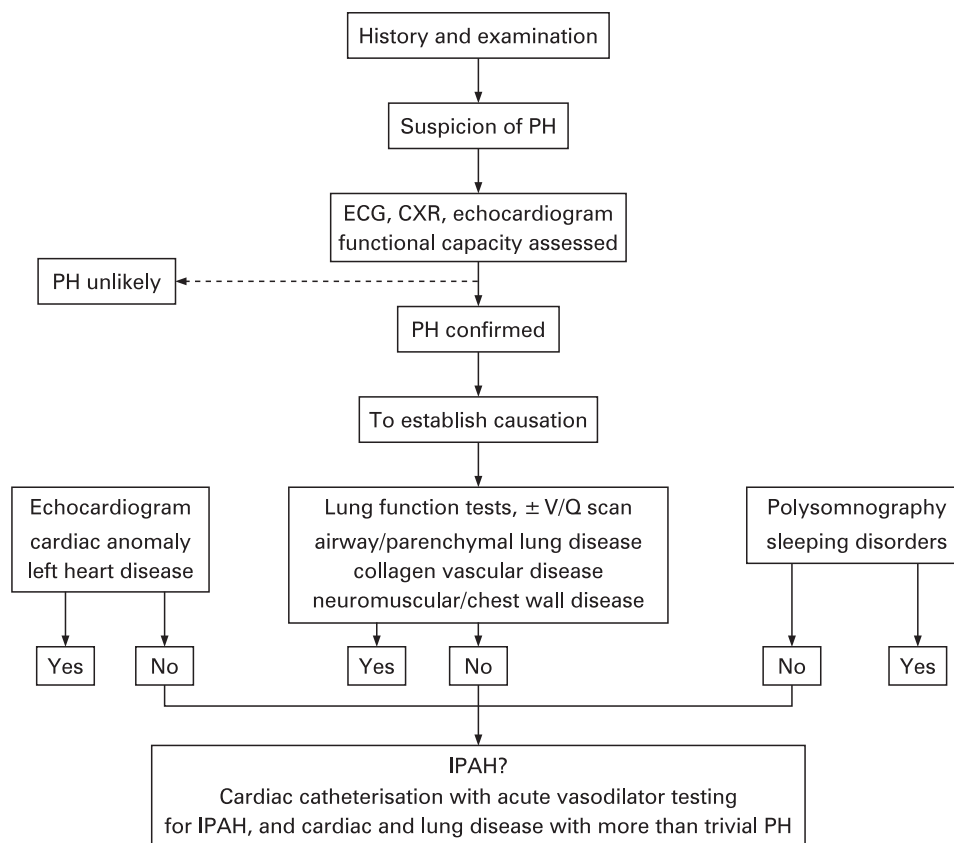 History and examination
Suspicion of PH
ECG, CXR, echocardiogram
functional capacity assessed
PH unlikely
PH confirmed
To establish causation
Echocardiogram
cardiac anomaly
left heart disease
Lung function tests, ± V/Q scan
airway/parenchymal lung disease
collagen vascular disease
neuromuscular/chest wall disease
Polysomnography
sleeping disorders
Yes
No
Yes
No
No
Yes
IPAH?
Cardiac catheterisation with acute vasodilator testing
for IPAH, and cardiac and lung disease with more than trivial PH